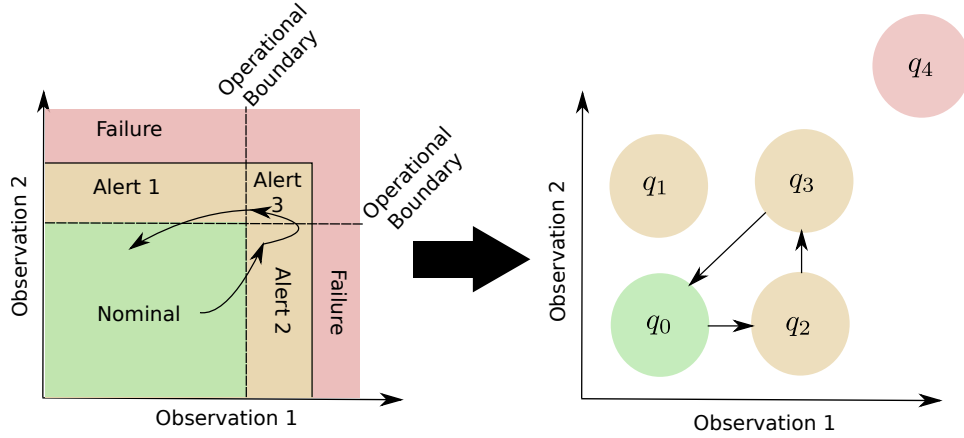 Operational
Boundary
Failure
Alert 1
Alert
3
Operational
Boundary
Observation 2
Nominal
Alert 2
Failure
Observation 1
q4
q1
q3
Observation 2
q0
q2
Observation 1